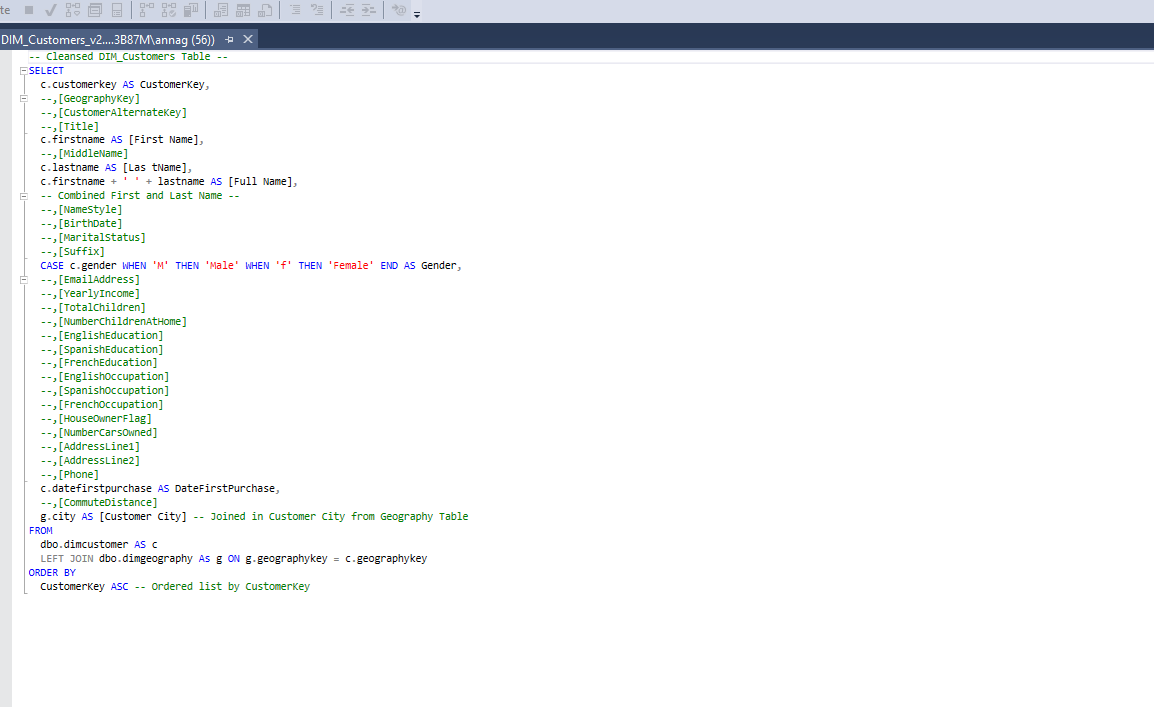 te
DIM_Customers_v2....3B87M\annag (56))
-- Cleansed DIM_Customers Table --
SELECT
c.customerkey AS CustomerKey,
--,[GeographyKey]
--,[CustomerAlternateKey]
--,[Title]
c.firstname AS [First Name],
--,[MiddleName]
c.lastname AS [Las tName],
c.firstname + ' ' + lastname AS [Full Name],
-- Combined First and Last Name --
--,[NameStyle]
--,[BirthDate]
--,[MaritalStatus]
--,[Suffix]
CASE c.gender WHEN 'M' THEN 'Male' WHEN 'f' THEN 'Female' END AS Gender,
--,[EmailAddress]
--,[YearlyIncome]
--,[TotalChildren]
--,[NumberChildrenAtHome]
--,[EnglishEducation]
--,[SpanishEducation]
--,[FrenchEducation]
--,[EnglishOccupation]
--,[SpanishOccupation]
--,[FrenchOccupation]
--,[HouseOwnerFlag]
--,[NumberCarsOwned]
--,[AddressLine1]
--,[AddressLine2]
--,[Phone]
c.datefirstpurchase AS DateFirstPurchase,
--,[CommuteDistance]
g.city AS [Customer City] -- Joined in Customer City from Geography Table
FROM
dbo.dimcustomer AS c
LEFT JOIN dbo.dimgeography As g ON g.geographykey = c.geographykey
ORDER BY
CustomerKey ASC -- Ordered list by CustomerKey